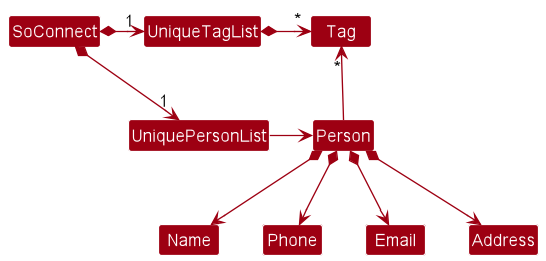 SoConnect 1 UniqueTagList * Tag
*
1
UniquePersonList Person
Name Phone Email Address